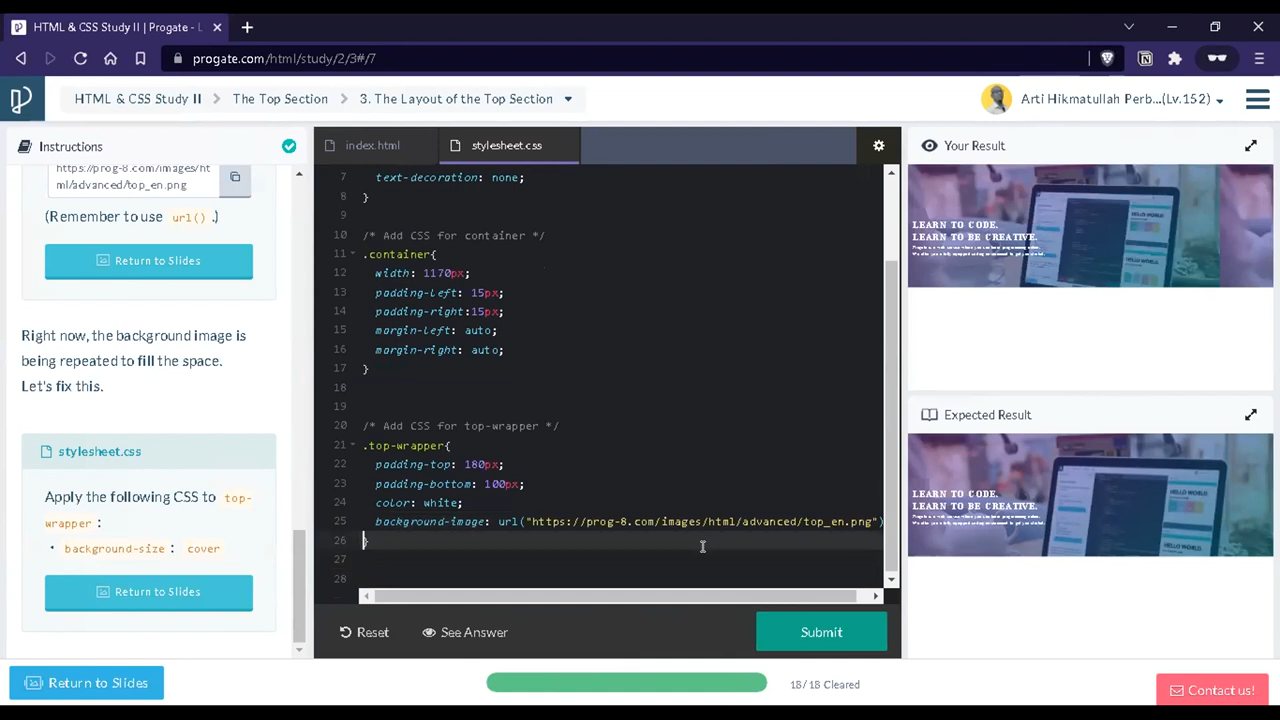 HTML & CSS Study II | Progate - L
progate.com/html/study/2/3#/7
HTML & CSS Study II
The Top Section
3. The Layout of the Top Section
Arti Hikmatullah Perb...(Lv.152)
Instructions
https://prog-8.com/images/ht
ml/advanced/top_en.png
(Remember to use url() .)
Return to Slides
Right now, the background image is
being repeated to fill the space.
Let's fix this.
stylesheet.css
Apply the following CSS to top-
wrapper :
• background-size : cover
Return to Slides
index.html
stylesheet.css
7 text-decoration: none;
8 }
9
10 /* Add CSS for container */
11 .container{
12 width: 1170px;
13 padding-left: 15px;
14 padding-right:15px;
15 margin-left: auto;
16 margin-right: auto;
17 }
18
19
20 /* Add CSS for top-wrapper */
21 .top-wrapper{
22 padding-top: 180px;
23 padding-bottom: 100px;
24 color: white;
25 background-image: url("https://prog-8.com/images/html/advanced/top_en.png")
26 }
27
28
Reset
See Answer
Submit
Your Result
LEARN TO CODE.
LEARN TO BE CREATIVE.
HELLO WORLD
Expected Result
LEARN TO CODE.
LEARN TO BE CREATIVE.
HELLO WORLD
Return to Slides
18/18 Cleared
Contact us!